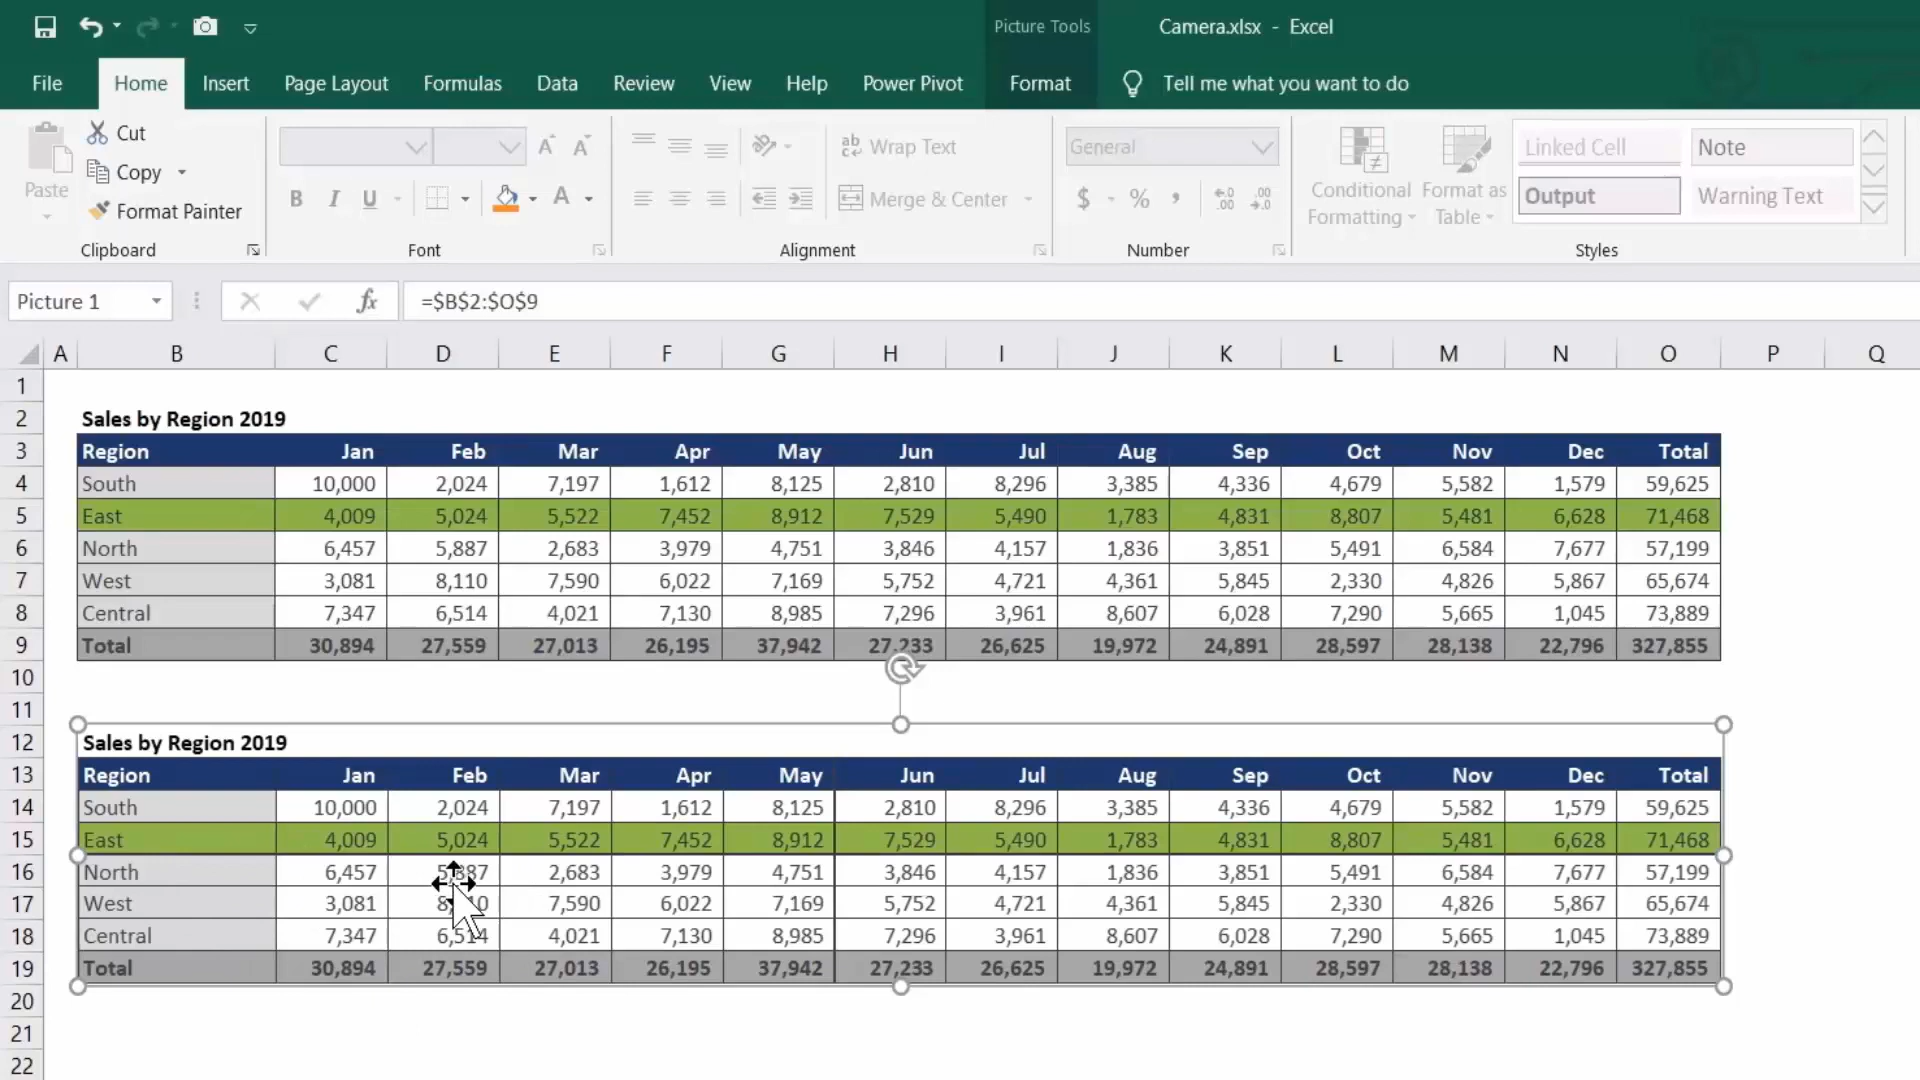 Picture Tools
Camera.xlsx - Excel
File Home Insert Page Layout Formulas Data Review View Help Power Pivot Format Tell me what you want to do
Paste
Cut
Copy
Format Painter
Clipboard
B I U A
Font
Wrap Text
Merge & Center
Alignment
General
$ % ,
Number
Conditional Formatting
Format as Table
Linked Cell Note
Output Warning Text
Styles
Picture 1 fx =$B$2:$O$9
A B C D E F G H I J K L M N O P Q
1
2 Sales by Region 2019
3 Region Jan Feb Mar Apr May Jun Jul Aug Sep Oct Nov Dec Total
4 South 10,000 2,024 7,197 1,612 8,125 2,810 8,296 3,385 4,336 4,679 5,582 1,579 59,625
5 East 4,009 5,024 5,522 7,452 8,912 7,529 5,490 1,783 4,831 8,807 5,481 6,628 71,468
6 North 6,457 5,887 2,683 3,979 4,751 3,846 4,157 1,836 3,851 5,491 6,584 7,677 57,199
7 West 3,081 8,110 7,590 6,022 7,169 5,752 4,721 4,361 5,845 2,330 4,826 5,867 65,674
8 Central 7,347 6,514 4,021 7,130 8,985 7,296 3,961 8,607 6,028 7,290 5,665 1,045 73,889
9 Total 30,894 27,559 27,013 26,195 37,942 27,233 26,625 19,972 24,891 28,597 28,138 22,796 327,855
10
11
12 Sales by Region 2019
13 Region Jan Feb Mar Apr May Jun Jul Aug Sep Oct Nov Dec Total
14 South 10,000 2,024 7,197 1,612 8,125 2,810 8,296 3,385 4,336 4,679 5,582 1,579 59,625
15 East 4,009 5,024 5,522 7,452 8,912 7,529 5,490 1,783 4,831 8,807 5,481 6,628 71,468
16 North 6,457 5,887 2,683 3,979 4,751 3,846 4,157 1,836 3,851 5,491 6,584 7,677 57,199
17 West 3,081 8,110 7,590 6,022 7,169 5,752 4,721 4,361 5,845 2,330 4,826 5,867 65,674
18 Central 7,347 6,514 4,021 7,130 8,985 7,296 3,961 8,607 6,028 7,290 5,665 1,045 73,889
19 Total 30,894 27,559 27,013 26,195 37,942 27,233 26,625 19,972 24,891 28,597 28,138 22,796 327,855
20
21
22